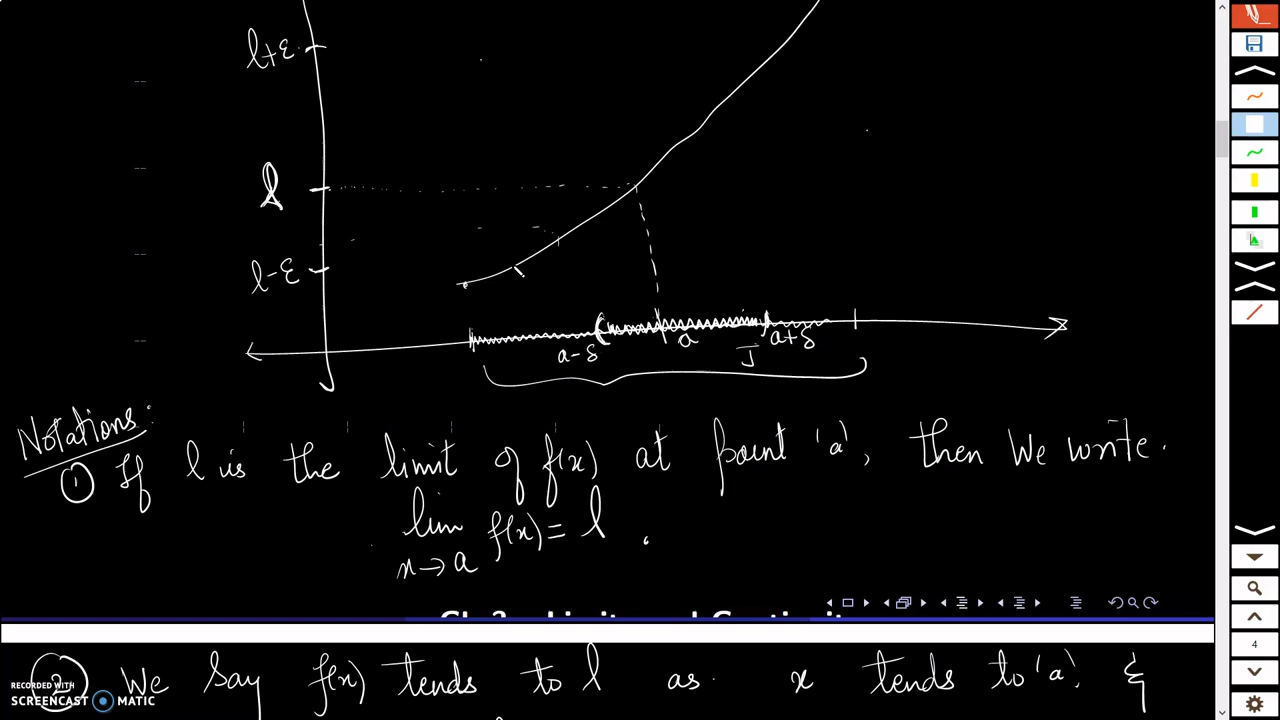 l+ε
l
l-ε
a-δ a J a+δ
Notations:
① If l is the limit of f(x) at point 'a', then We write.
lim f(x) = l .
x→a
② We Say f(x) tends to l as x tends to 'a', &
RECORDED WITH
SCREENCAST MATIC
4